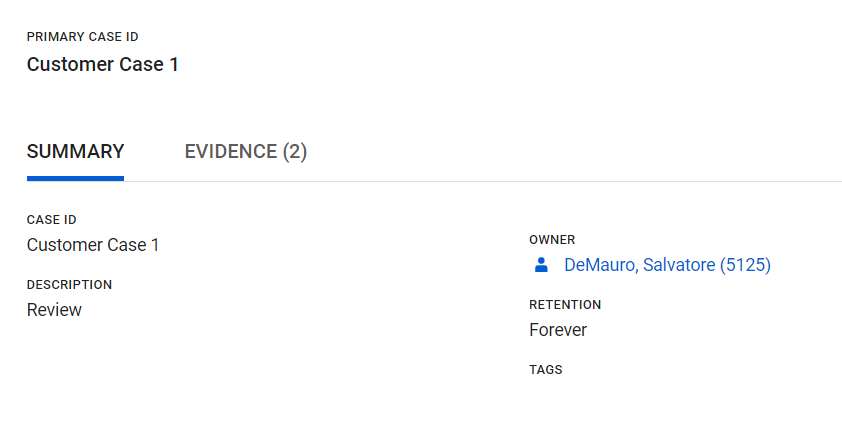 PRIMARY CASE ID
Customer Case 1
SUMMARY
EVIDENCE (2)
CASE ID
Customer Case 1
DESCRIPTION
Review
OWNER
DeMauro, Salvatore (5125)
RETENTION
Forever
TAGS